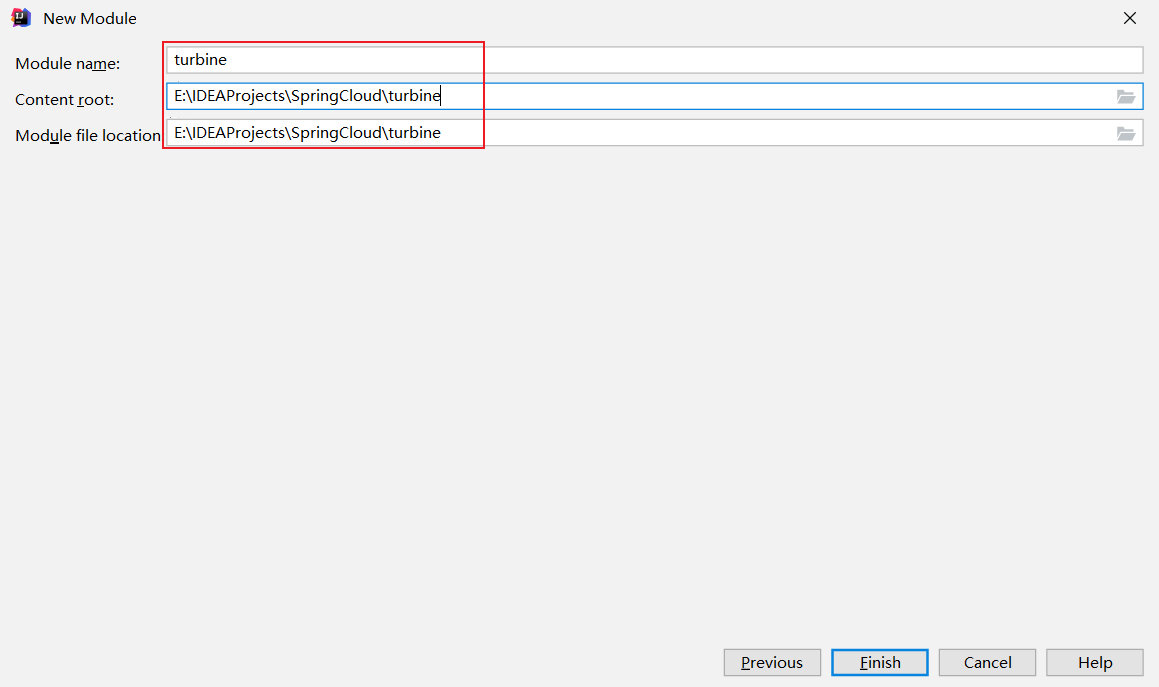 New Module
Module name: turbine
Content root: E:\IDEAProjects\SpringCloud\turbine
Module file location E:\IDEAProjects\SpringCloud\turbine
Previous Finish Cancel Help